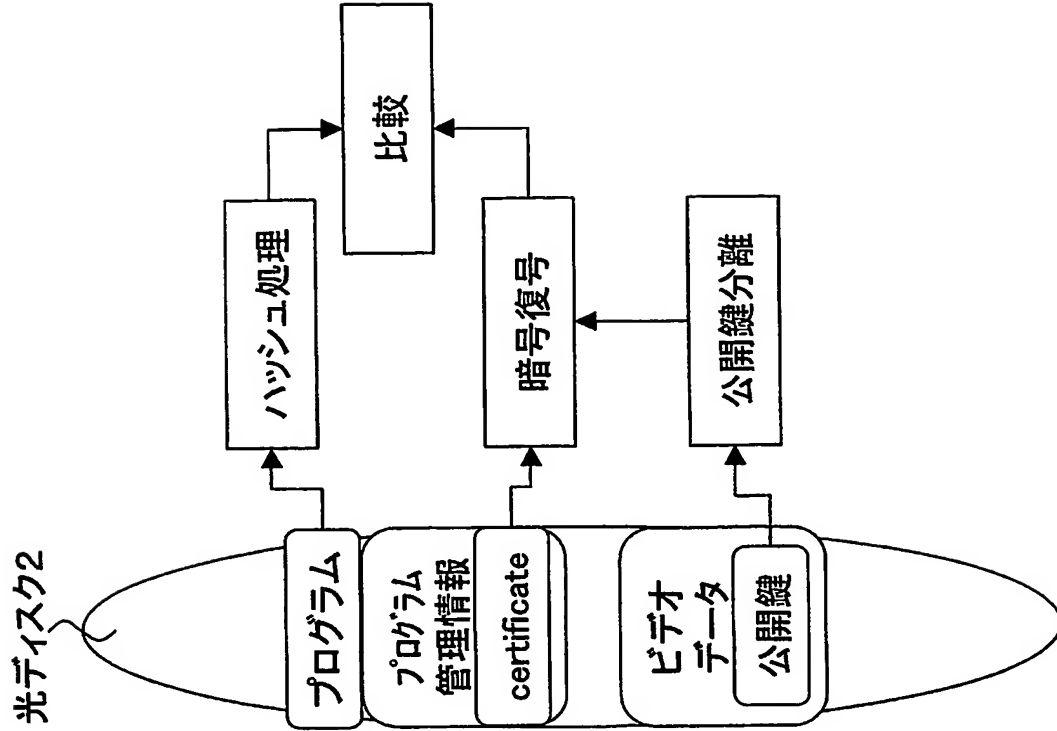 光ディスク2
プログラム
プログラム
管理情報
certificate
ビデオ
データ
公開鍵
ハッシュ処理
暗号復号
公開鍵分離
比較